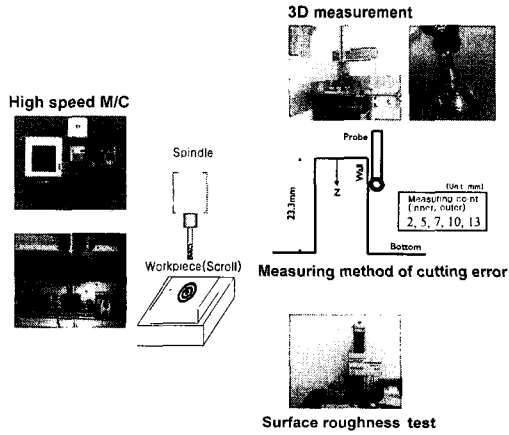 3D measurement
High speed M/C
Spindle
Workpiece(Scroll)
Probe
Wall
Z
23.3mm
(Unit: mm)
Measuring point
(inner, outer)
2, 5, 7, 10, 13
Bottom
Measuring method of cutting error
Surface roughness test